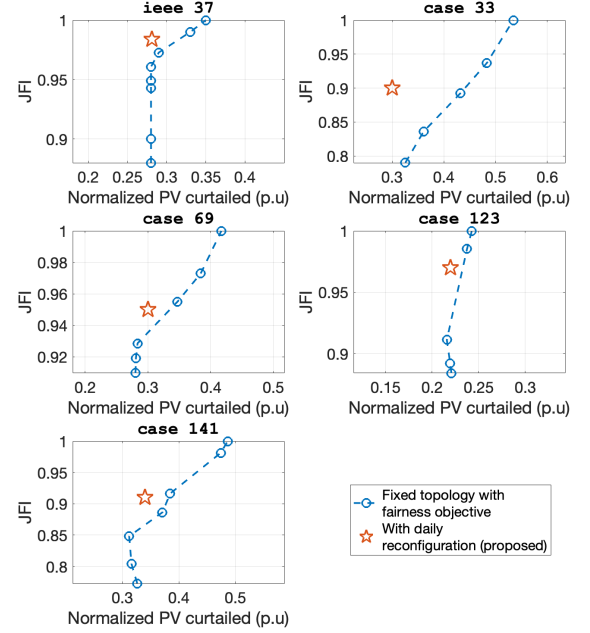 ieee 37
1
0.95
0.9
JFI
0.2
0.25
0.3
0.35
0.4
Normalized PV curtailed (p.u)
case 33
1
0.95
0.9
0.85
0.8
JFI
0.3
0.4
0.5
0.6
Normalized PV curtailed (p.u)
case 69
1
0.98
0.96
0.94
0.92
JFI
0.2
0.3
0.4
0.5
Normalized PV curtailed (p.u)
case 123
1
0.95
0.9
JFI
0.15
0.2
0.25
0.3
Normalized PV curtailed (p.u)
case 141
1
0.95
0.9
0.85
0.8
JFI
0.3
0.4
0.5
Normalized PV curtailed (p.u)
Fixed topology with
fairness objective
With daily
reconfiguration (proposed)